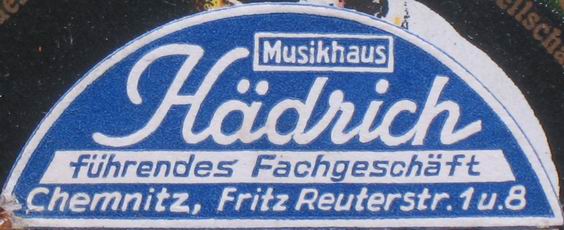 Musikhaus
Hädrich
führendes Fachgeschäft
Chemnitz, Fritz Reuterstr. 1 u. 8